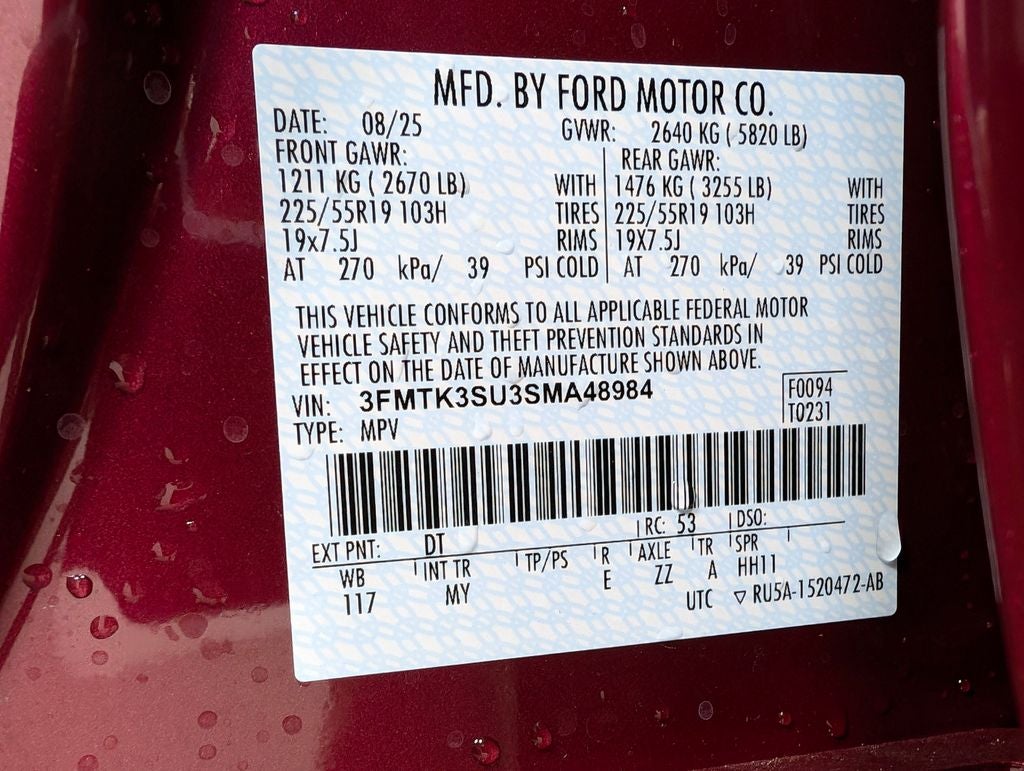 MFD. BY FORD MOTOR CO.
DATE: 08/25 GVWR: 2640 KG ( 5820 LB)
FRONT GAWR: REAR GAWR:
1211 KG ( 2670 LB) WITH 1476 KG ( 3255 LB) WITH
225/55R19 103H TIRES 225/55R19 103H TIRES
19x7.5J RIMS 19X7.5J RIMS
AT 270 kPa/ 39 PSI COLD AT 270 kPa/ 39 PSI COLD
THIS VEHICLE CONFORMS TO ALL APPLICABLE FEDERAL MOTOR
VEHICLE SAFETY AND THEFT PREVENTION STANDARDS IN
EFFECT ON THE DATE OF MANUFACTURE SHOWN ABOVE.
VIN: 3FMTK3SU3SMA48984 F0094
TYPE: MPV T0231
EXT PNT: DT RC: 53 DSO:
WB INT TR TP/PS R AXLE TR SPR
117 MY E ZZ A HH11
UTC ▽ RU5A-1520472-AB